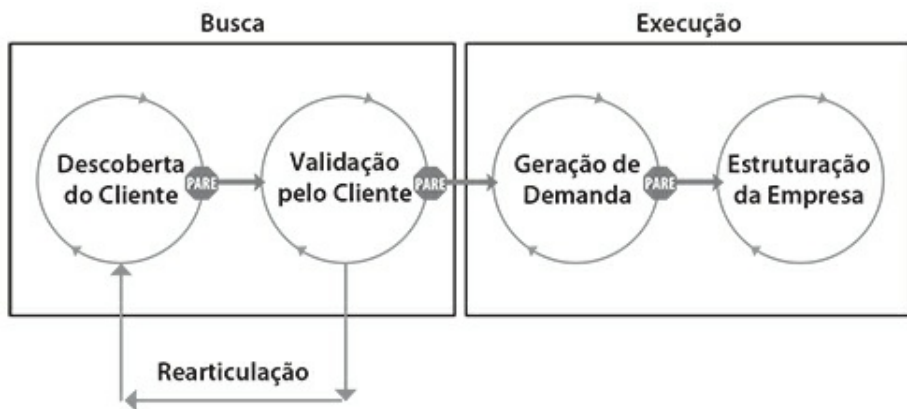 Busca
Execução
Descoberta
do Cliente
PARE
Validação
pelo Cliente
PARE
Geração de
Demanda
PARE
Estruturação
da Empresa
Rearticulação